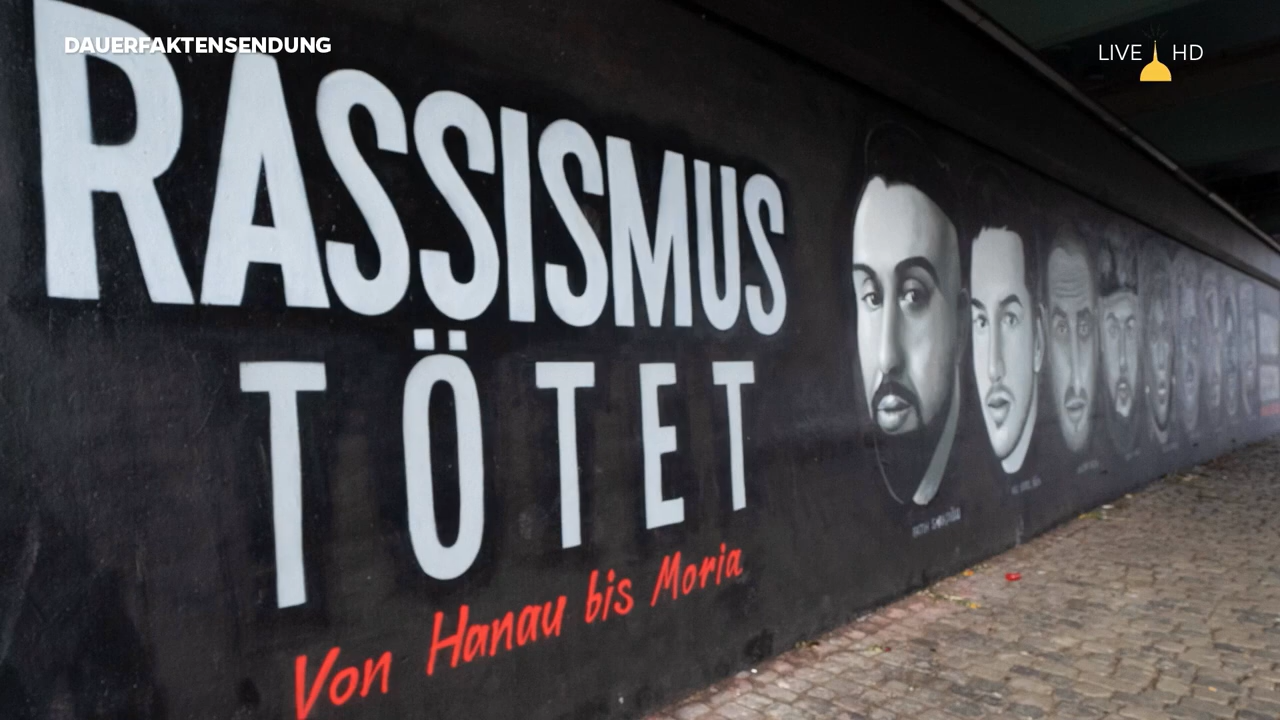 DAUERFAKTENSENDUNG
LIVE HD
RASSISMUS
TÖTET
Von Hanau bis Moria